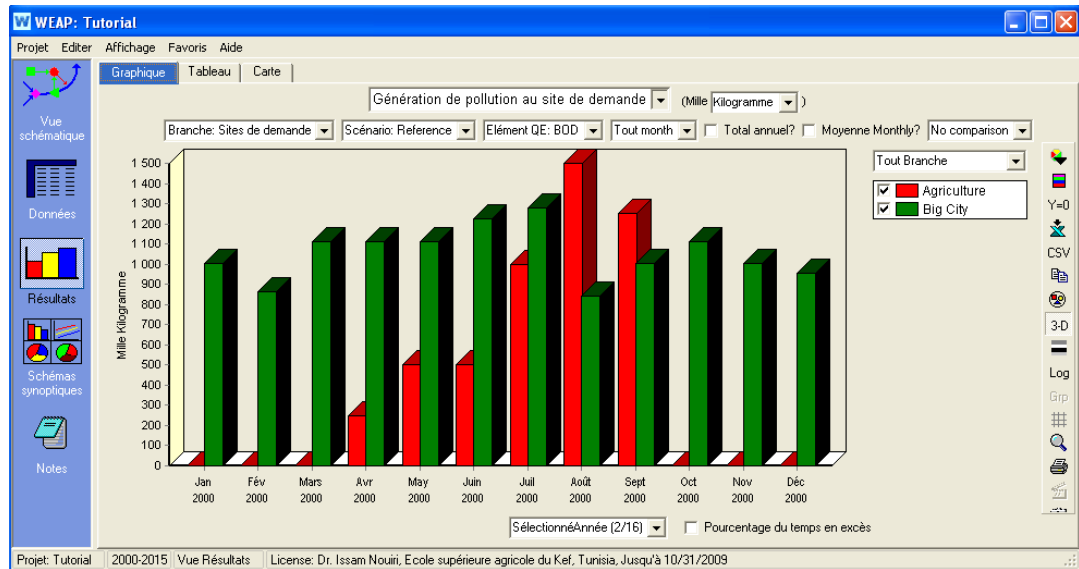 WEAP: Tutorial
Projet Editer Affichage Favoris Aide
Graphique Tableau Carte
Génération de pollution au site de demande (Mille Kilogramme )
Branche: Sites de demande Scénario: Reference Elément QE: BOD Tout month Total annuel? Moyenne Monthly? No comparison
Vue schématique
Données
Résultats
Schémas synoptiques
Notes
Mille Kilogramme
1 500
1 400
1 300
1 200
1 100
1 000
900
800
700
600
500
400
300
200
100
0
Jan 2000
Fév 2000
Mars 2000
Avr 2000
May 2000
Juin 2000
Juil 2000
Août 2000
Sept 2000
Oct 2000
Nov 2000
Déc 2000
Tout Branche
Agriculture
Big City
Y=0
CSV
3-D
Log
Grp
SélectionnéAnnée (2/16) Pourcentage du temps en excès
Projet: Tutorial 2000-2015 Vue Résultats License: Dr. Issam Nouiri, Ecole supérieure agricole du Kef, Tunisia, Jusqu'à 10/31/2009